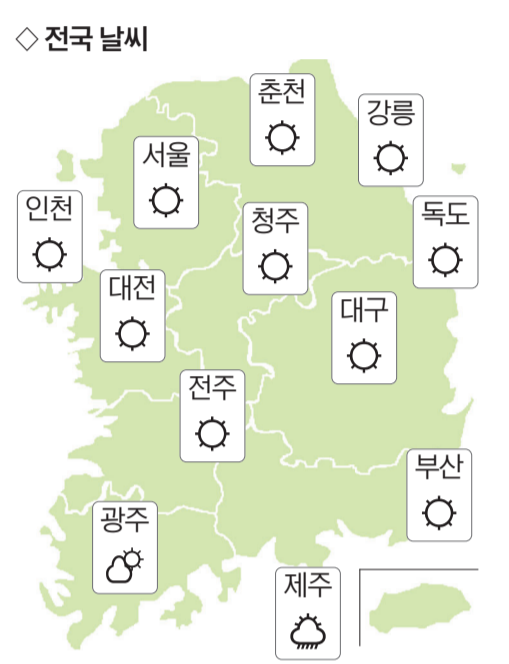 ◇ 전국 날씨
춘천
강릉
서울
인천
청주
독도
대전
대구
전주
부산
광주
제주